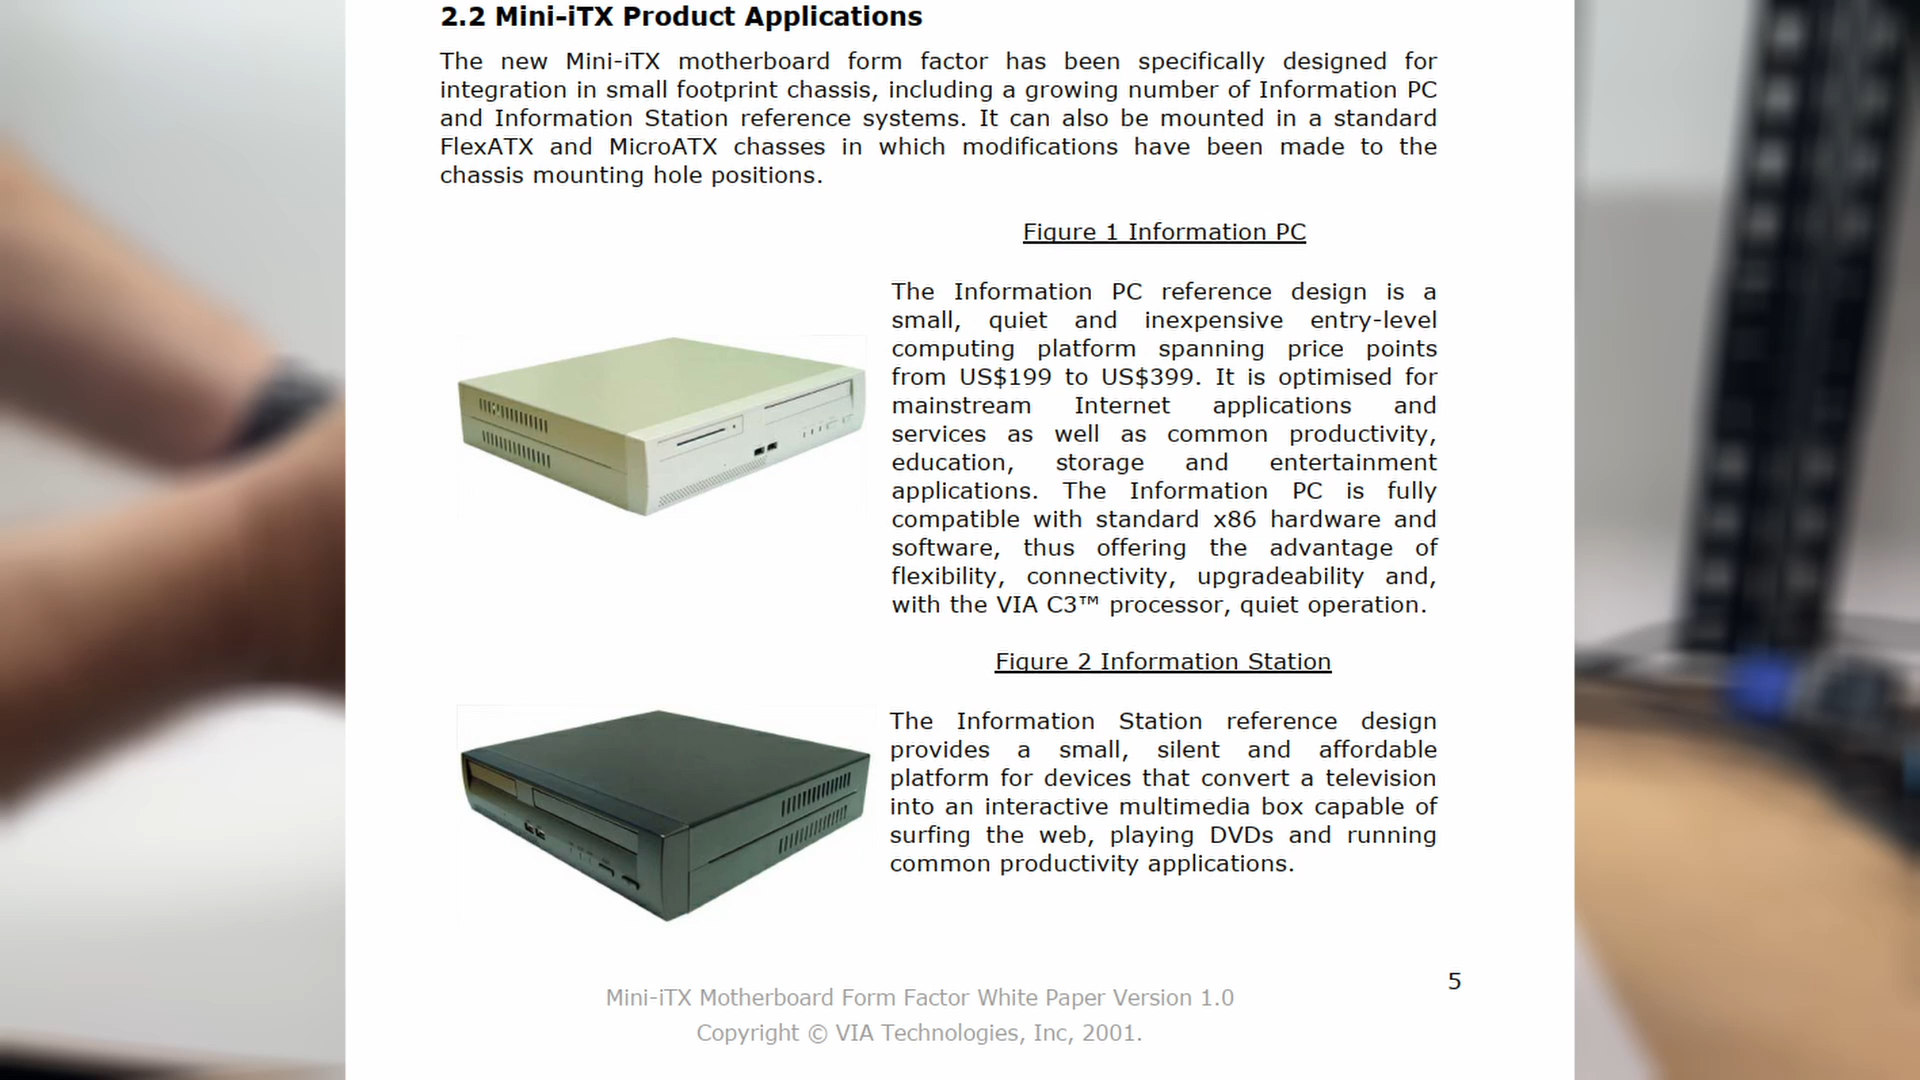 2.2 Mini-iTX Product Applications
The new Mini-iTX motherboard form factor has been specifically designed for
integration in small footprint chassis, including a growing number of Information PC
and Information Station reference systems. It can also be mounted in a standard
FlexATX and MicroATX chasses in which modifications have been made to the
chassis mounting hole positions.
Figure 1 Information PC
The Information PC reference design is a
small, quiet and inexpensive entry-level
computing platform spanning price points
from US$199 to US$399. It is optimised for
mainstream Internet applications and
services as well as common productivity,
education, storage and entertainment
applications. The Information PC is fully
compatible with standard x86 hardware and
software, thus offering the advantage of
flexibility, connectivity, upgradeability and,
with the VIA C3™ processor, quiet operation.
Figure 2 Information Station
The Information Station reference design
provides a small, silent and affordable
platform for devices that convert a television
into an interactive multimedia box capable of
surfing the web, playing DVDs and running
common productivity applications.
5
Mini-iTX Motherboard Form Factor White Paper Version 1.0
Copyright © VIA Technologies, Inc, 2001.